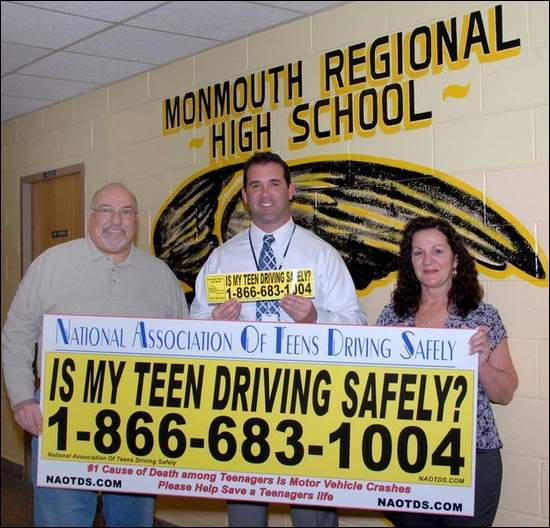 MONMOUTH REGIONAL
~ HIGH SCHOOL ~
IS MY TEEN DRIVING SAFELY?
1-866-683-1004
NATIONAL ASSOCIATION OF TEENS DRIVING SAFELY
IS MY TEEN DRIVING SAFELY?
1-866-683-1004
National Association Of Teens Driving Safely
NAOTDS.COM
#1 Cause of Death among Teenagers is Motor Vehicle Crashes
NAOTDS.COM Please Help Save a Teenagers life NAOTDS.COM